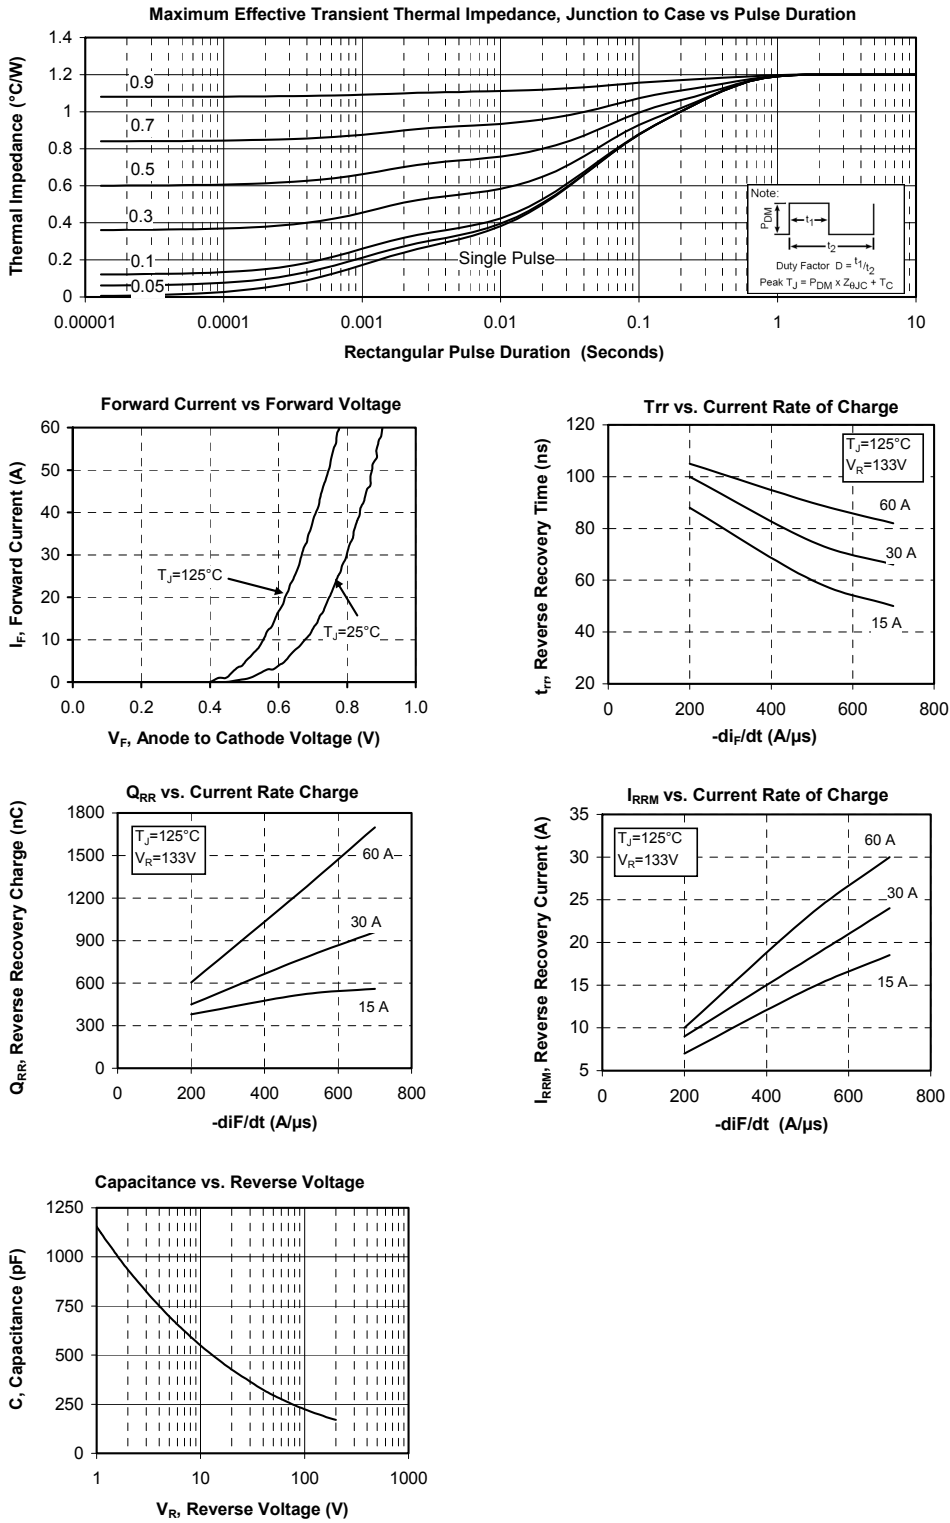 Maximum Effective Transient Thermal Impedance, Junction to Case vs Pulse Duration
Thermal Impedance (°C/W)
1.4
1.2
1
0.8
0.6
0.4
0.2
0
0.9
0.7
0.5
0.3
0.1
0.05
Single Pulse
Note:
PDM
t1
t2
Duty Factor D = t1/t2
Peak TJ = PDM x ZθJC + TC
0.00001 0.0001 0.001 0.01 0.1 1 10
Rectangular Pulse Duration (Seconds)
Forward Current vs Forward Voltage
IF, Forward Current (A)
60
50
40
30
20
10
0
TJ=125°C
TJ=25°C
0.0 0.2 0.4 0.6 0.8 1.0
VF, Anode to Cathode Voltage (V)
Trr vs. Current Rate of Charge
trr, Reverse Recovery Time (ns)
120
100
80
60
40
20
TJ=125°C
VR=133V
60 A
30 A
15 A
0 200 400 600 800
-diF/dt (A/µs)
QRR vs. Current Rate Charge
QRR, Reverse Recovery Charge (nC)
1800
1500
1200
900
600
300
0
TJ=125°C
VR=133V
60 A
30 A
15 A
0 200 400 600 800
-diF/dt (A/µs)
IRRM vs. Current Rate of Charge
IRRM, Reverse Recovery Current (A)
35
30
25
20
15
10
5
TJ=125°C
VR=133V
60 A
30 A
15 A
0 200 400 600 800
-diF/dt (A/µs)
Capacitance vs. Reverse Voltage
C, Capacitance (pF)
1250
1000
750
500
250
0
1 10 100 1000
VR, Reverse Voltage (V)